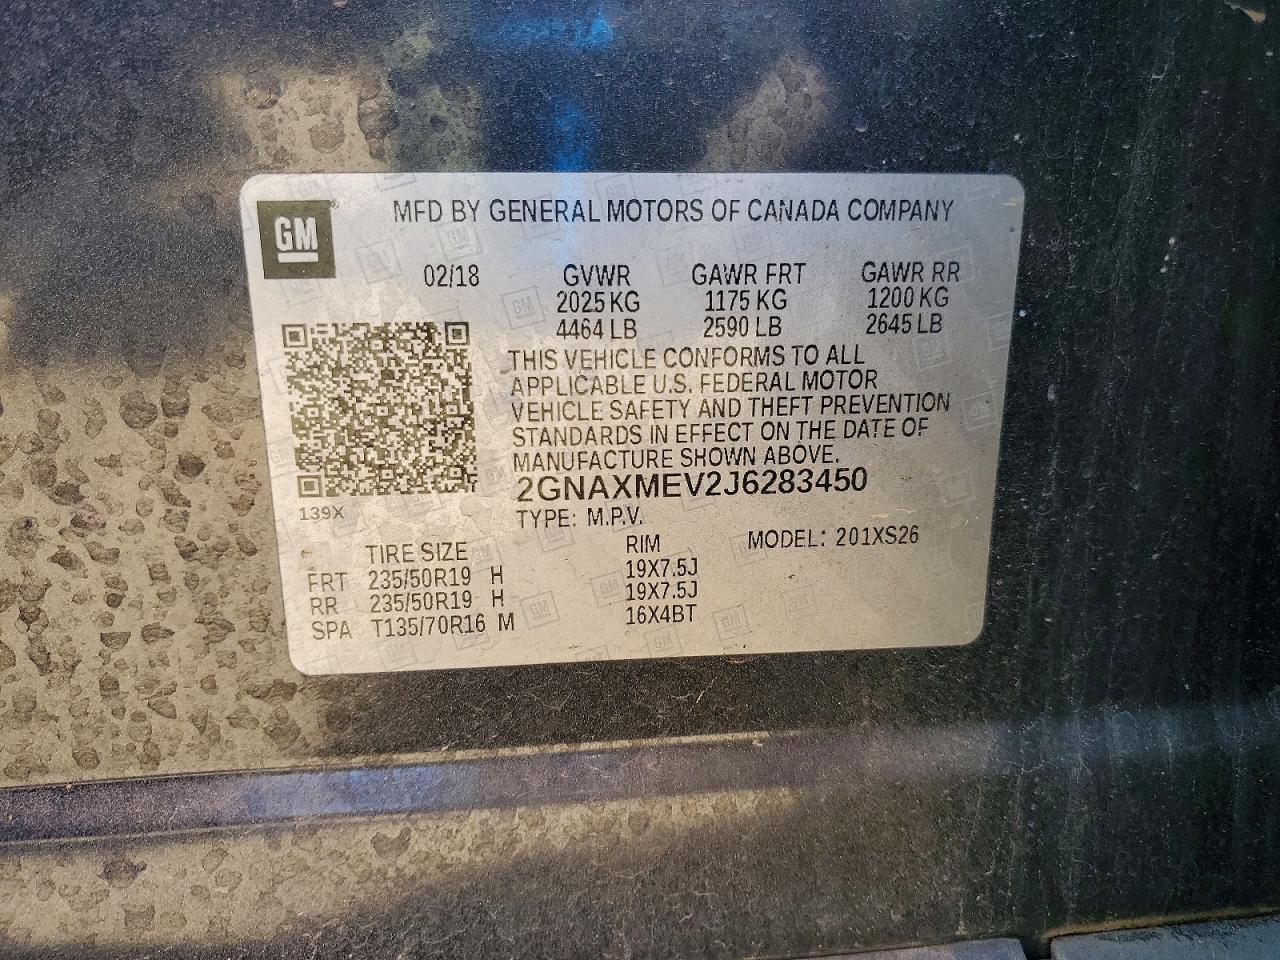 GM
MFD BY GENERAL MOTORS OF CANADA COMPANY
02/18 GVWR GAWR FRT GAWR RR
2025 KG 1175 KG 1200 KG
4464 LB 2590 LB 2645 LB
THIS VEHICLE CONFORMS TO ALL
APPLICABLE U.S. FEDERAL MOTOR
VEHICLE SAFETY AND THEFT PREVENTION
STANDARDS IN EFFECT ON THE DATE OF
MANUFACTURE SHOWN ABOVE.
2GNAXMEV2J6283450
139X
TYPE: M.P.V.
TIRE SIZE RIM MODEL: 201XS26
FRT 235/50R19 H 19X7.5J
RR 235/50R19 H 19X7.5J
SPA T135/70R16 M 16X4BT